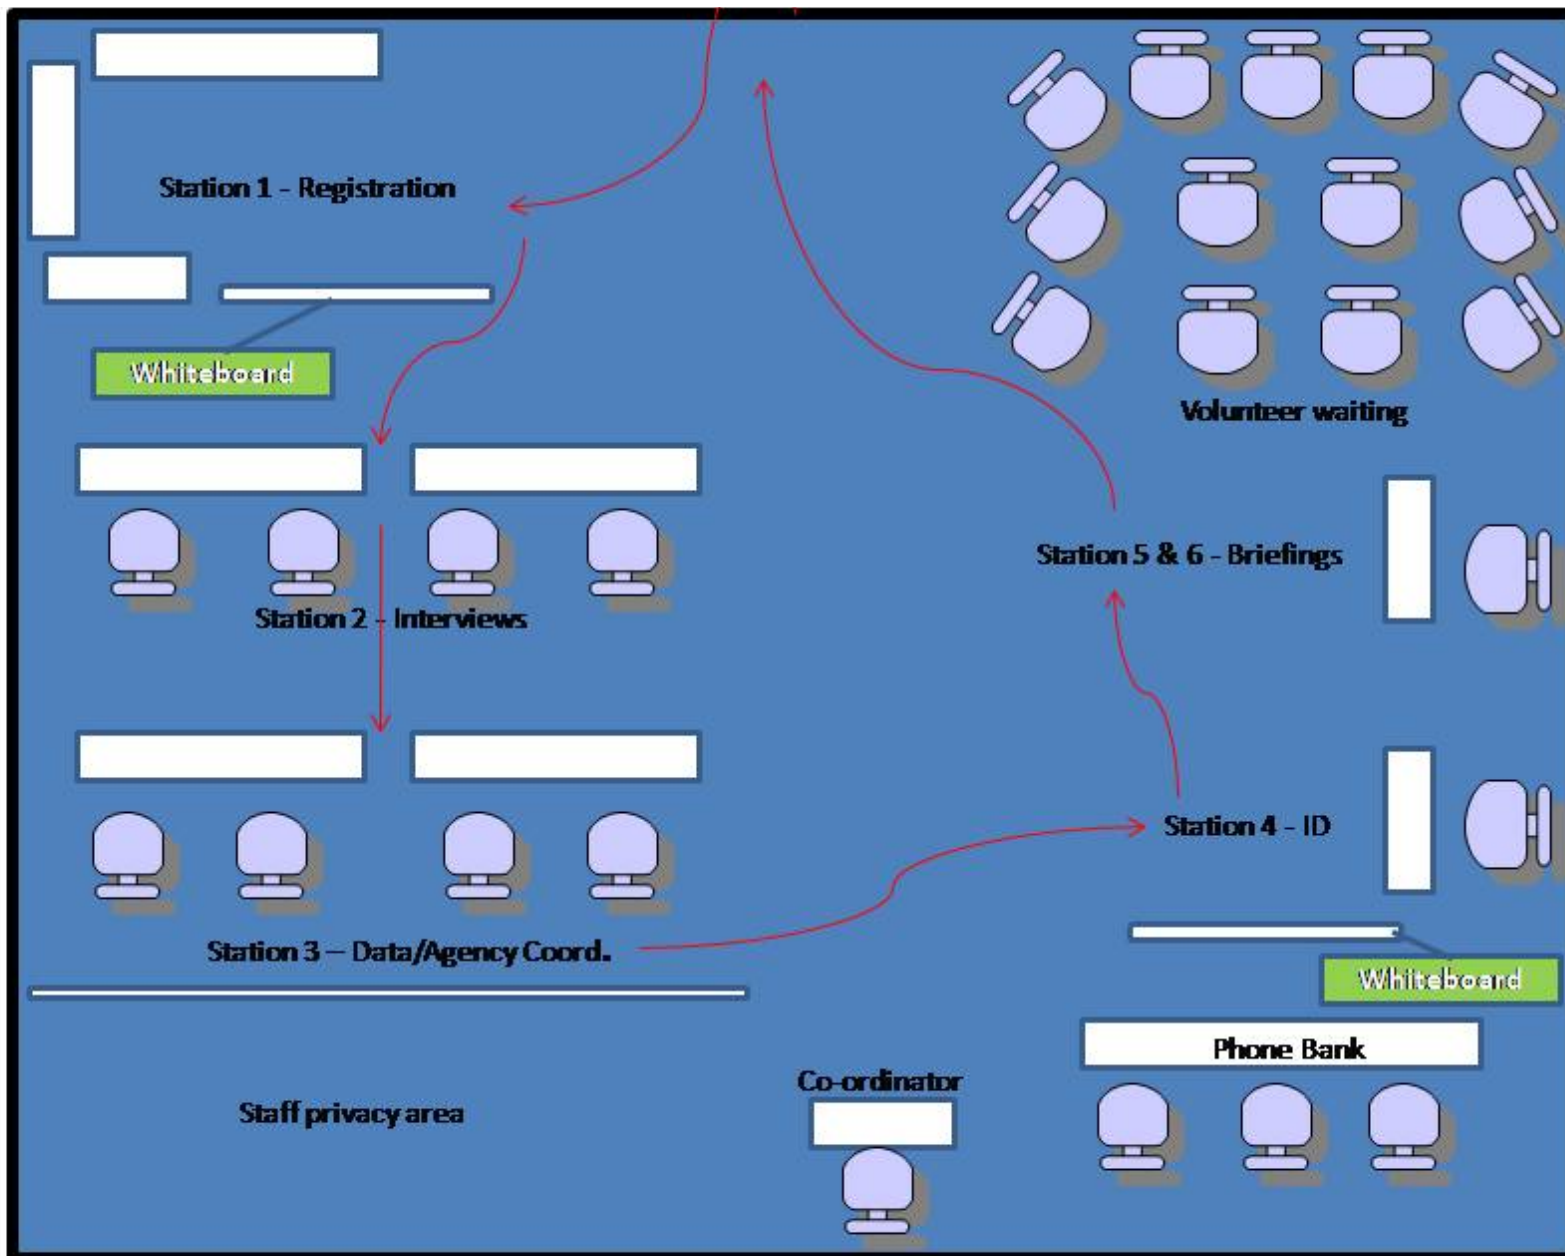 Station 1 - Registration
Whiteboard
Volunteer waiting
Station 5 & 6 - Briefings
Station 2 - Interviews
Station 4 - ID
Station 3 – Data/Agency Coord.
Whiteboard
Phone Bank
Co-ordinator
Staff privacy area